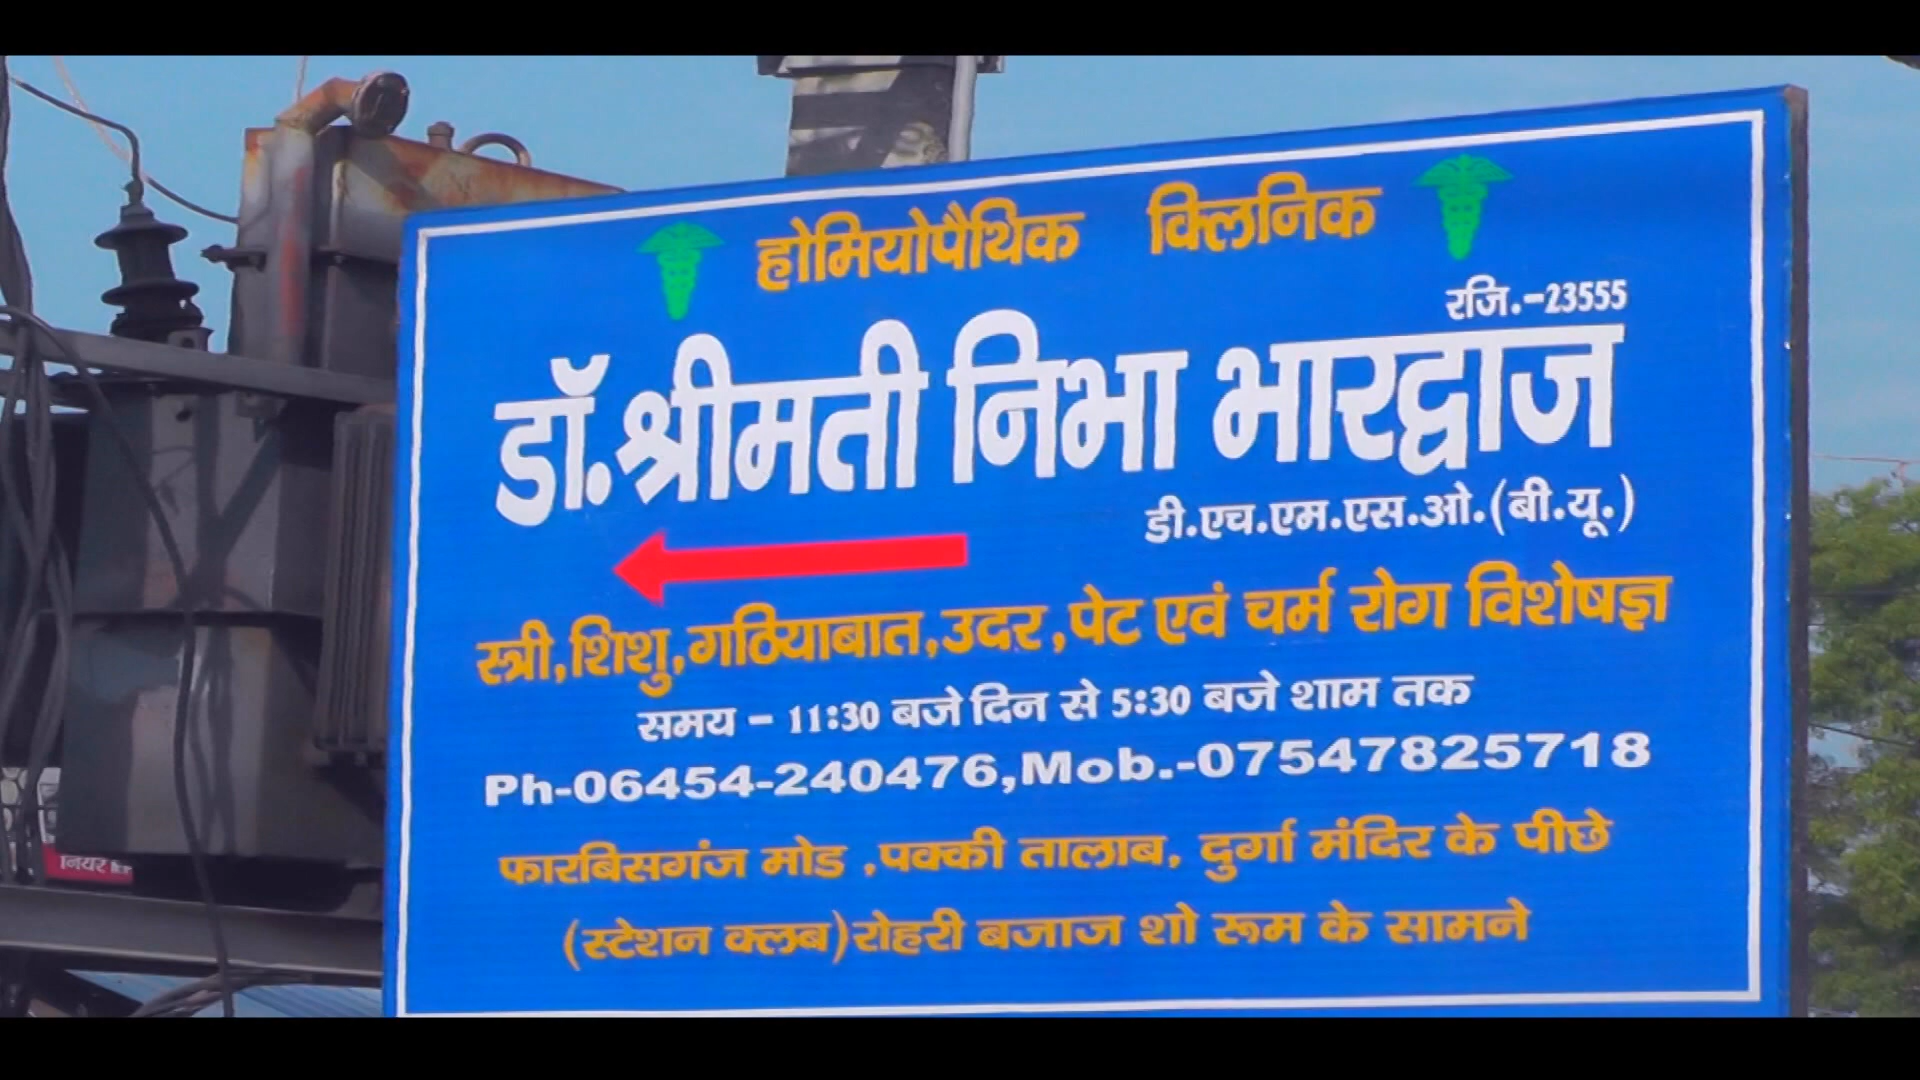 होमियोपैथिक क्लिनिक
रजि.-23555
डॉ.श्रीमती निभा भारद्वाज
डी.एच.एम.एस.ओ.(बी.यू.)
स्त्री,शिशु,गठियाबात,उदर,पेट एवं चर्म रोग विशेषज्ञ
समय - 11:30 बजे दिन से 5:30 बजे शाम तक
Ph-06454-240476,Mob.-07547825718
फारबिसगंज मोड ,पक्की तालाब, दुर्गा मंदिर के पीछे
(स्टेशन क्लब)रोहरी बजाज शो रूम के सामने
नियर